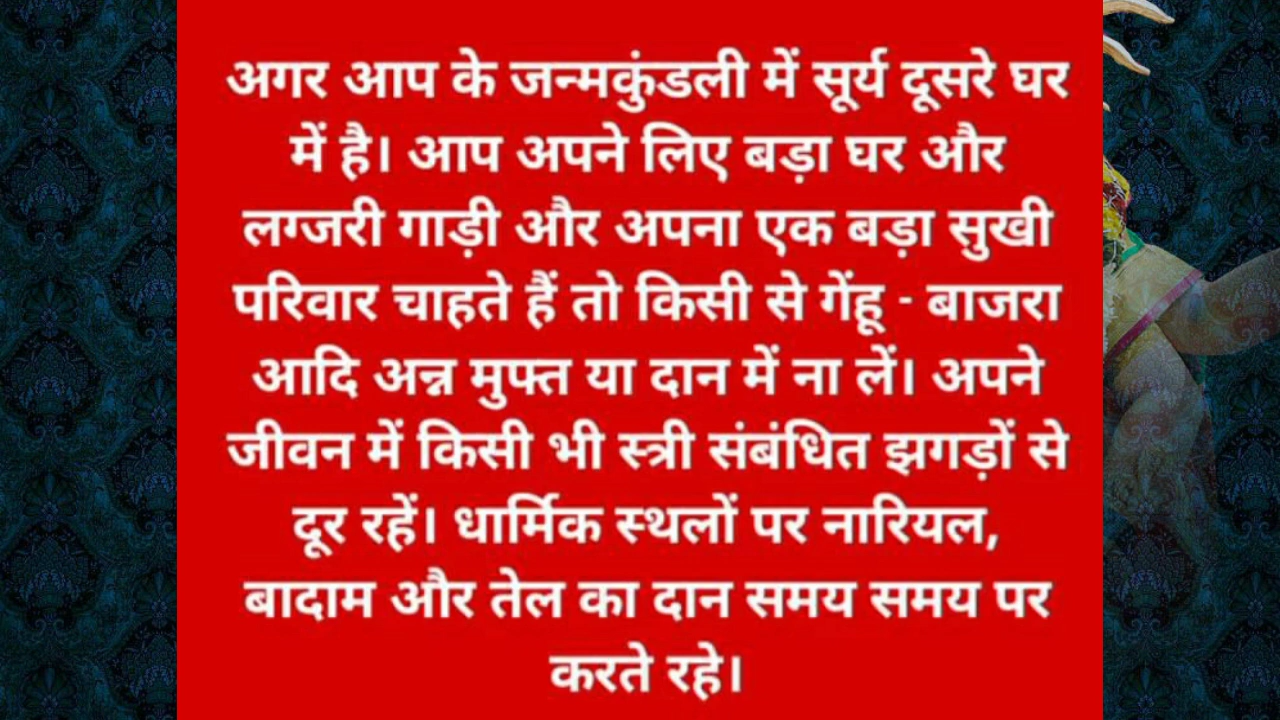 अगर आप के जन्मकुंडली में सूर्य दूसरे घर
में है। आप अपने लिए बड़ा घर और
लग्जरी गाड़ी और अपना एक बड़ा सुखी
परिवार चाहते हैं तो किसी से गेंहू - बाजरा
आदि अन्न मुफ्त या दान में ना लें। अपने
जीवन में किसी भी स्त्री संबंधित झगड़ों से
दूर रहें। धार्मिक स्थलों पर नारियल,
बादाम और तेल का दान समय समय पर
करते रहे।